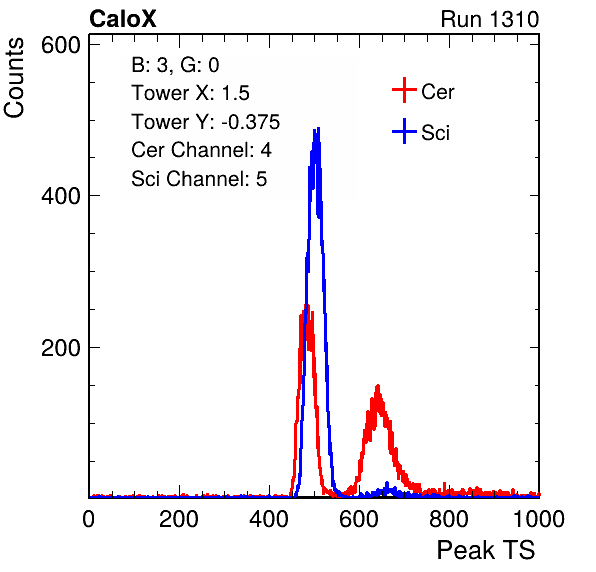 CaloX Run 1310
Counts
600
400
200
B: 3, G: 0
Tower X: 1.5
Tower Y: -0.375
Cer Channel: 4
Sci Channel: 5
Cer
Sci
0 200 400 600 800 1000
Peak TS